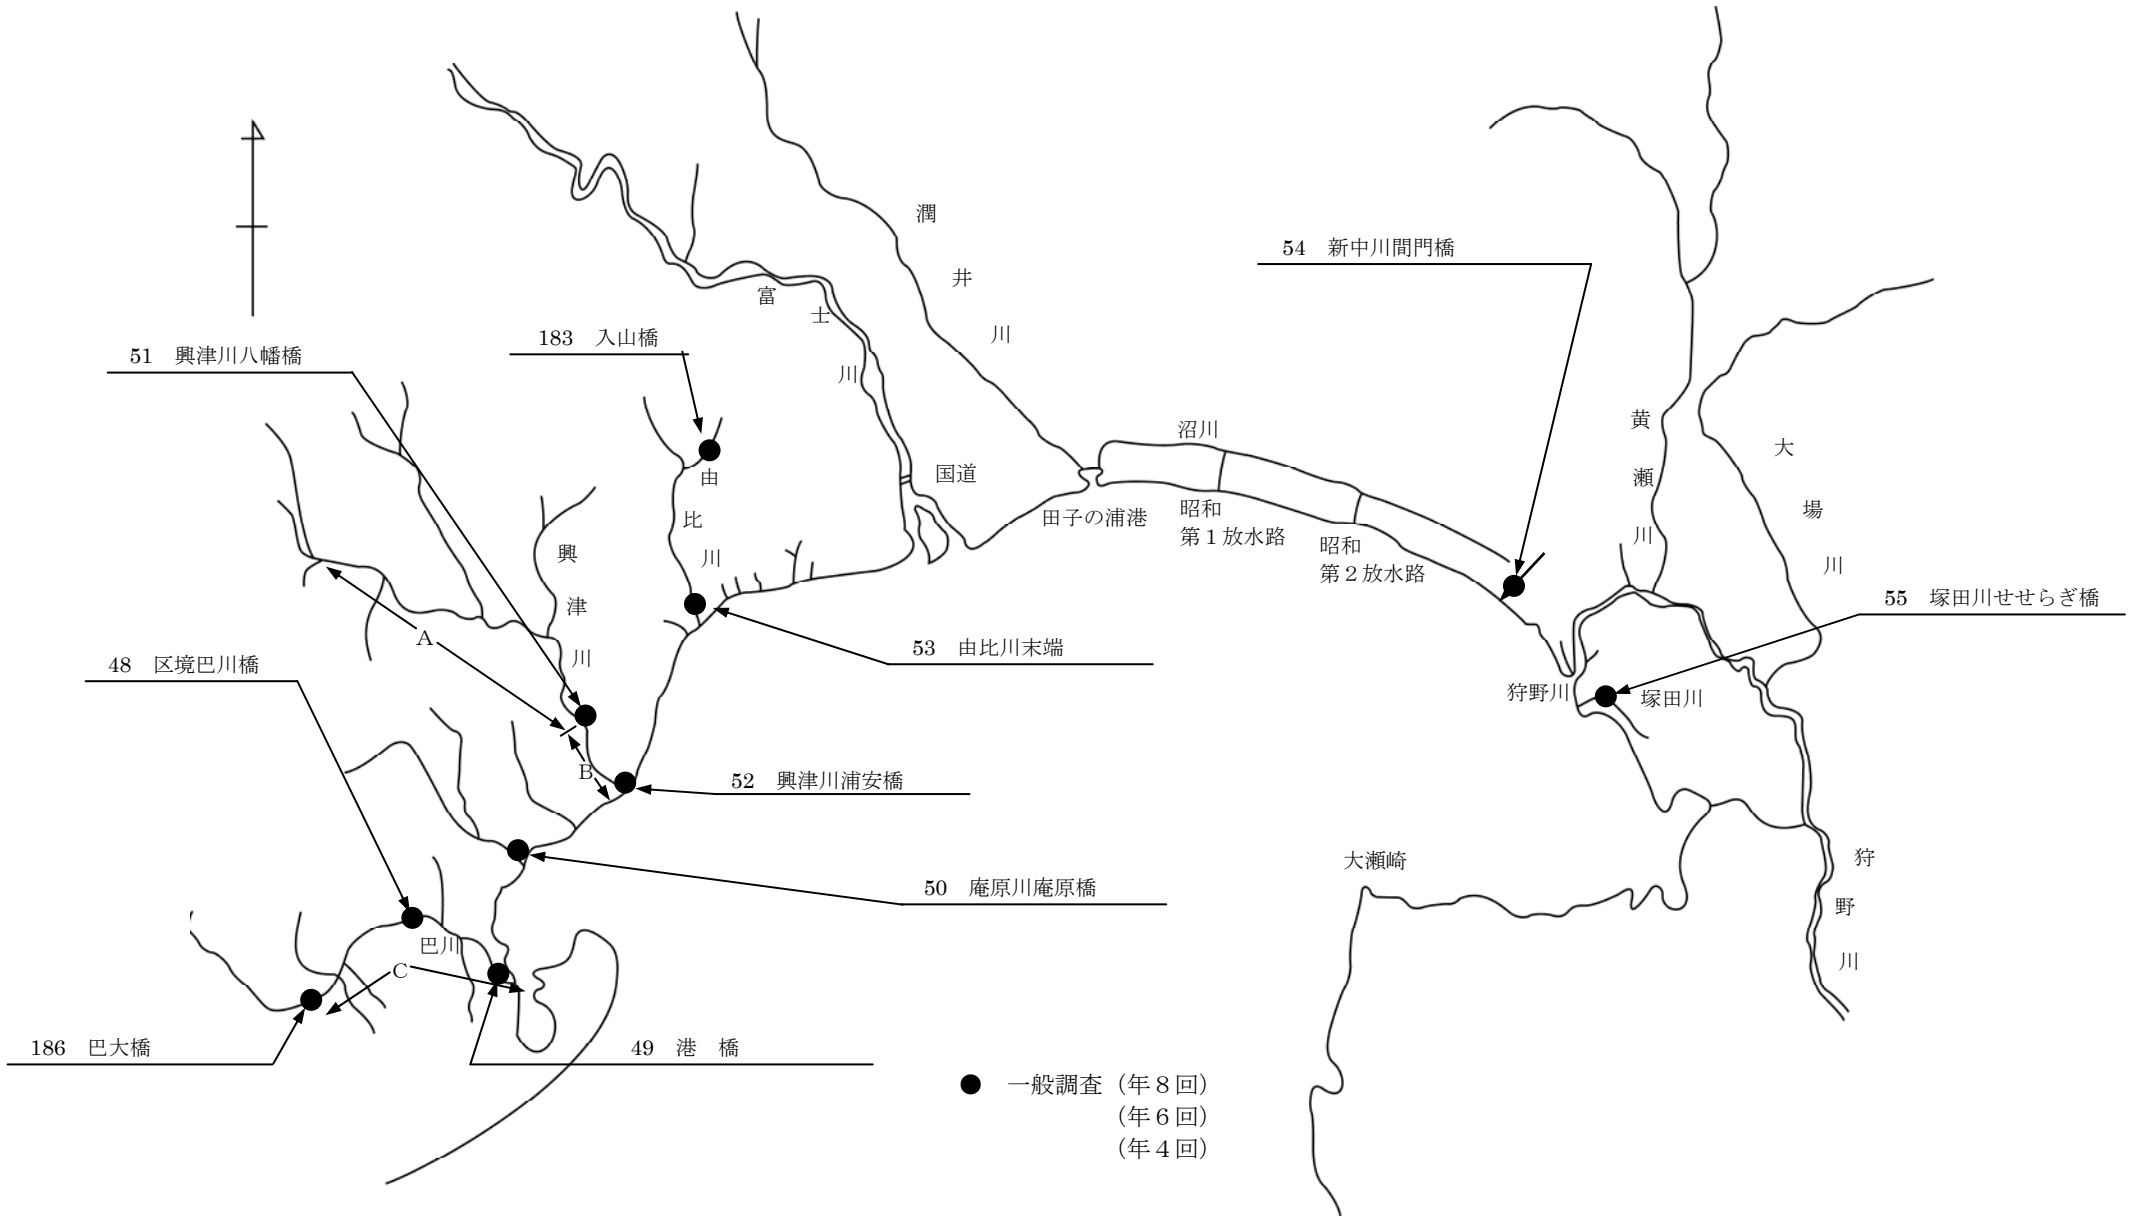 潤井川
54 新中川間門橋
富士川
183 入山橋
51 興津川八幡橋
黄瀬川
沼川
大場川
国道
由比川
田子の浦港
昭和
第1放水路
昭和
第2放水路
興津川
55 塚田川せせらぎ橋
A
53 由比川末端
48 区境巴川橋
狩野川
塚田川
B
52 興津川浦安橋
大瀬崎
狩野川
50 庵原川庵原橋
巴川
C
186 巴大橋
49 港 橋
● 一般調査（年８回）
（年６回）
（年４回）